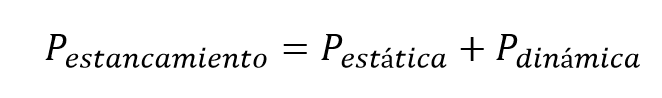 P_estancamiento = P_estática + P_dinámica